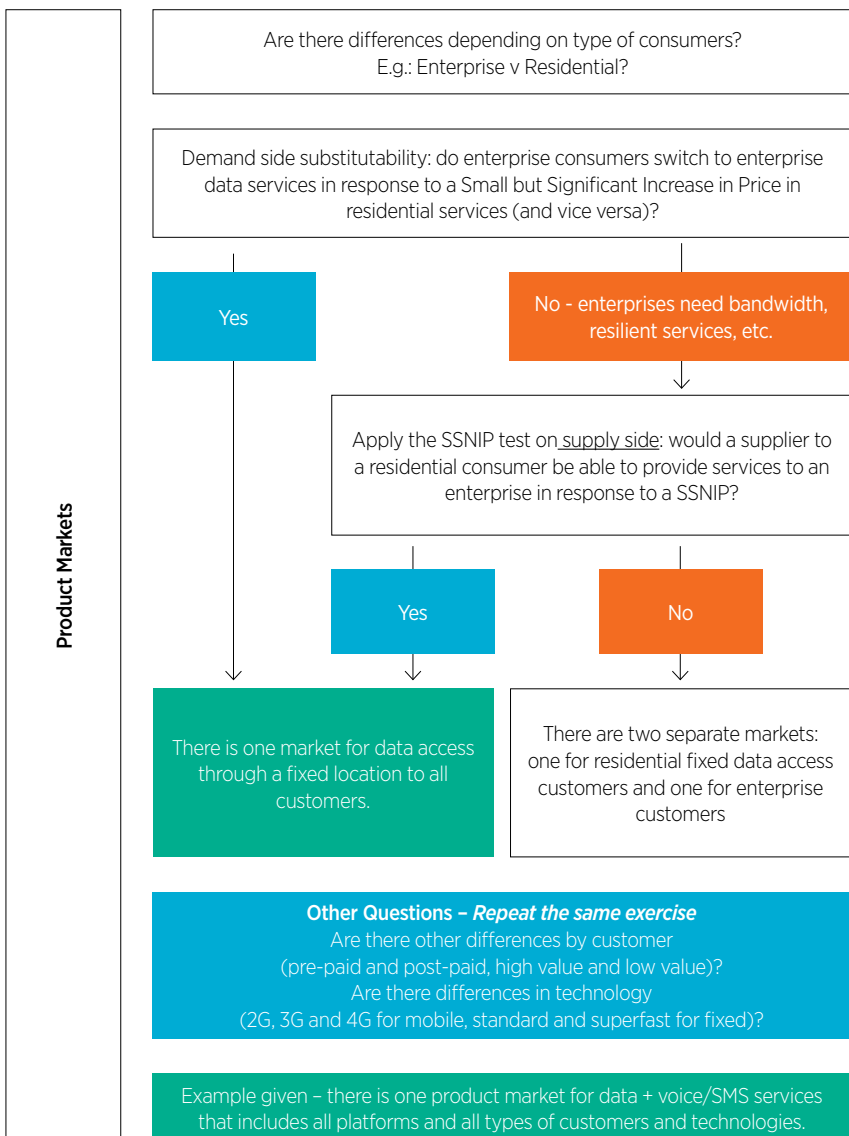 Product Markets
Are there differences depending on type of consumers?
E.g.: Enterprise v Residential?
Demand side substitutability: do enterprise consumers switch to enterprise
data services in response to a Small but Significant Increase in Price in
residential services (and vice versa)?
Yes
No - enterprises need bandwidth,
resilient services, etc.
Apply the SSNIP test on supply side: would a supplier to
a residential consumer be able to provide services to an
enterprise in response to a SSNIP?
Yes
No
There is one market for data access
through a fixed location to all
customers.
There are two separate markets:
one for residential fixed data access
customers and one for enterprise
customers
Other Questions – Repeat the same exercise
Are there other differences by customer
(pre-paid and post-paid, high value and low value)?
Are there differences in technology
(2G, 3G and 4G for mobile, standard and superfast for fixed)?
Example given – there is one product market for data + voice/SMS services
that includes all platforms and all types of customers and technologies.